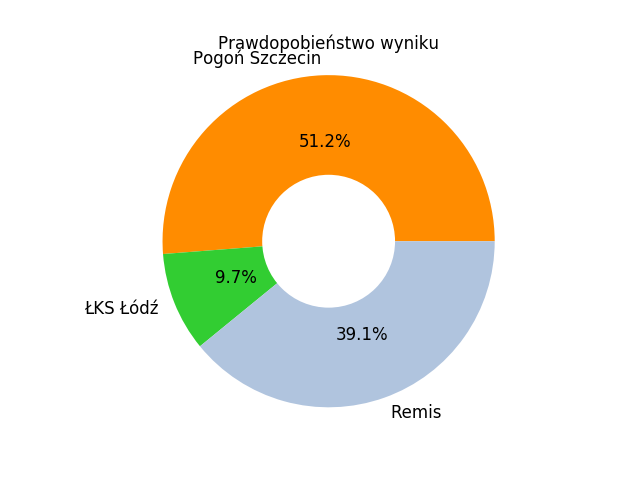 Prawdopobieństwo wyniku
Pogoń Szczecin
51.2%
9.7%
ŁKS Łódź
39.1%
Remis